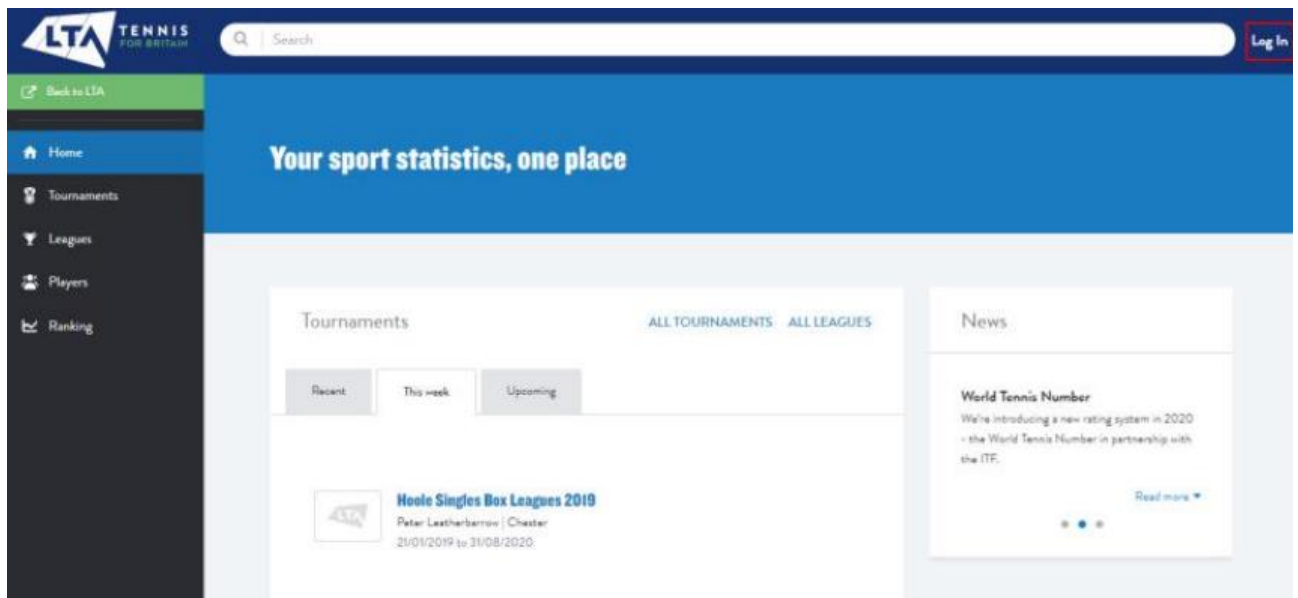 LTA TENNIS
FOR BRITAIN
Search
Log In
Back to LTA
Home
Tournaments
Leagues
Players
Ranking
Your sport statistics, one place
Tournaments
ALL TOURNAMENTS ALL LEAGUES
Recent This week Upcoming
Hoole Singles Box Leagues 2019
Peter Leatherbarrow | Chester
21/01/2019 to 31/08/2020
LTA
News
World Tennis Number
We're introducing a new rating system in 2020
- the World Tennis Number in partnership with
the ITF.
Read more